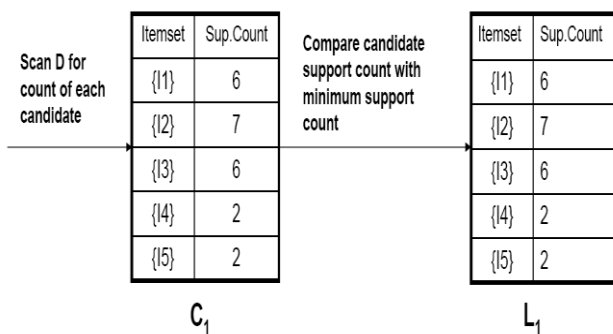 Scan D for
count of each
candidate
Itemset Sup.Count
{I1} 6
{I2} 7
{I3} 6
{I4} 2
{I5} 2
C1
Compare candidate
support count with
minimum support
count
Itemset Sup.Count
{I1} 6
{I2} 7
{I3} 6
{I4} 2
{I5} 2
L1